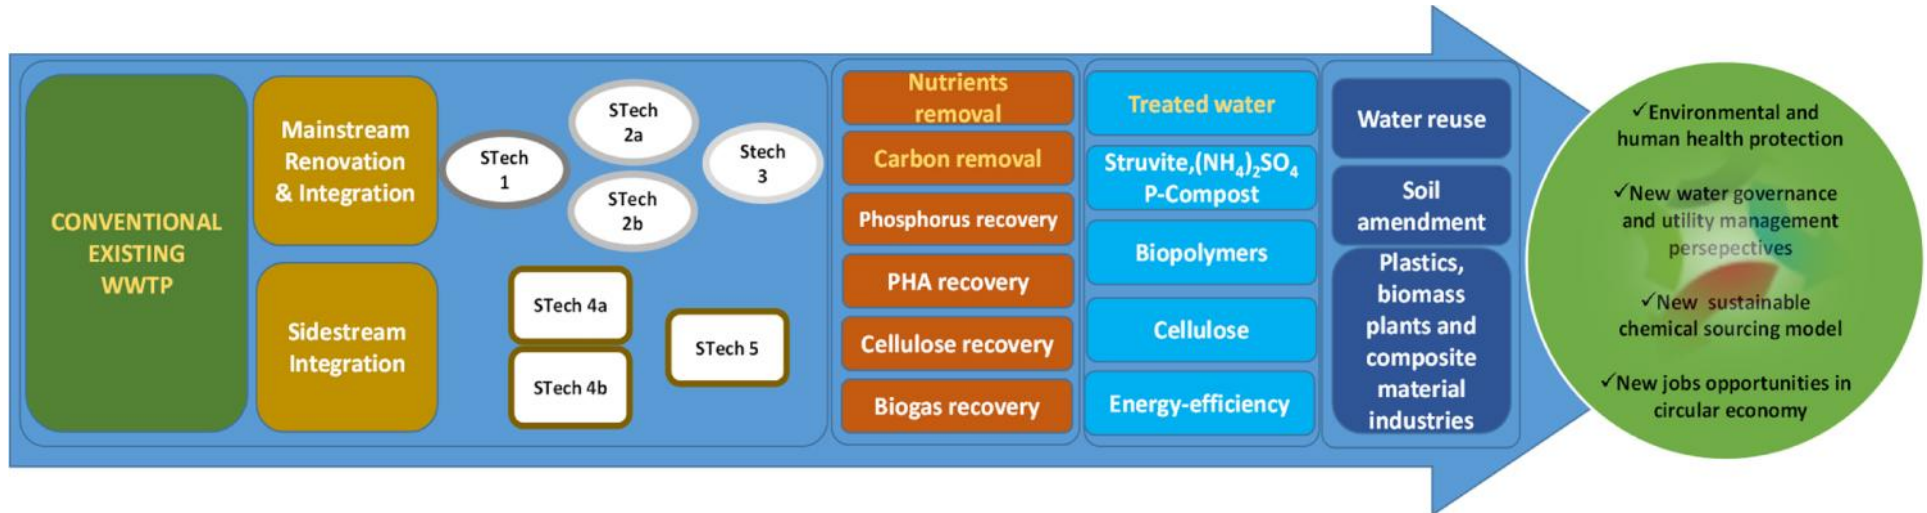 CONVENTIONAL
EXISTING
WWTP
Mainstream
Renovation
& Integration
Sidestream
Integration
STech
1
STech
2a
STech
2b
Stech
3
STech 4a
STech 4b
STech 5
Nutrients
removal
Carbon removal
Phosphorus recovery
PHA recovery
Cellulose recovery
Biogas recovery
Treated water
Struvite,(NH₄)₂SO₄
P-Compost
Biopolymers
Cellulose
Energy-efficiency
Water reuse
Soil
amendment
Plastics,
biomass
plants and
composite
material
industries
✓Environmental and
human health protection
✓New water governance
and utility management
persepectives
✓New sustainable
chemical sourcing model
✓New jobs opportunities in
circular economy